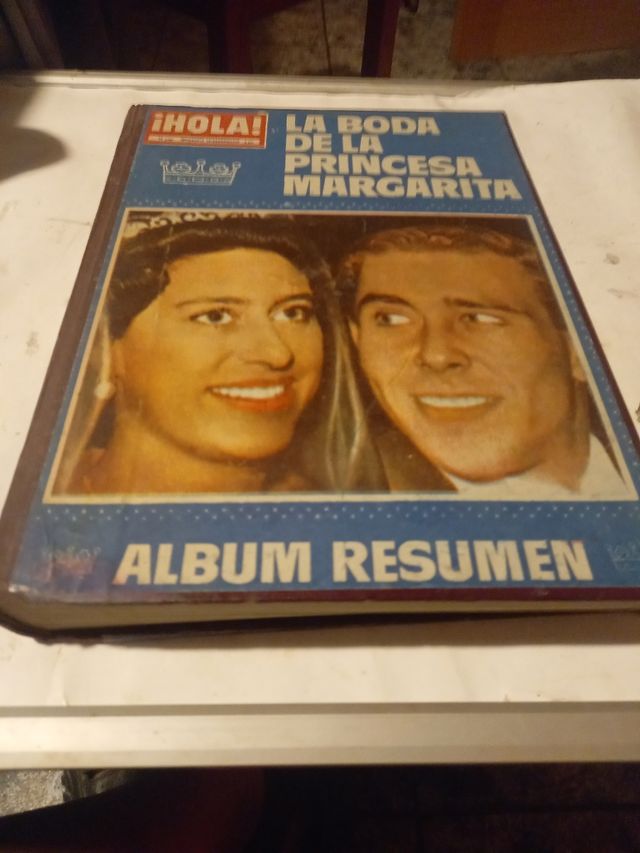 ¡HOLA!
LA BODA
DE LA
PRINCESA
MARGARITA
ALBUM RESUMEN